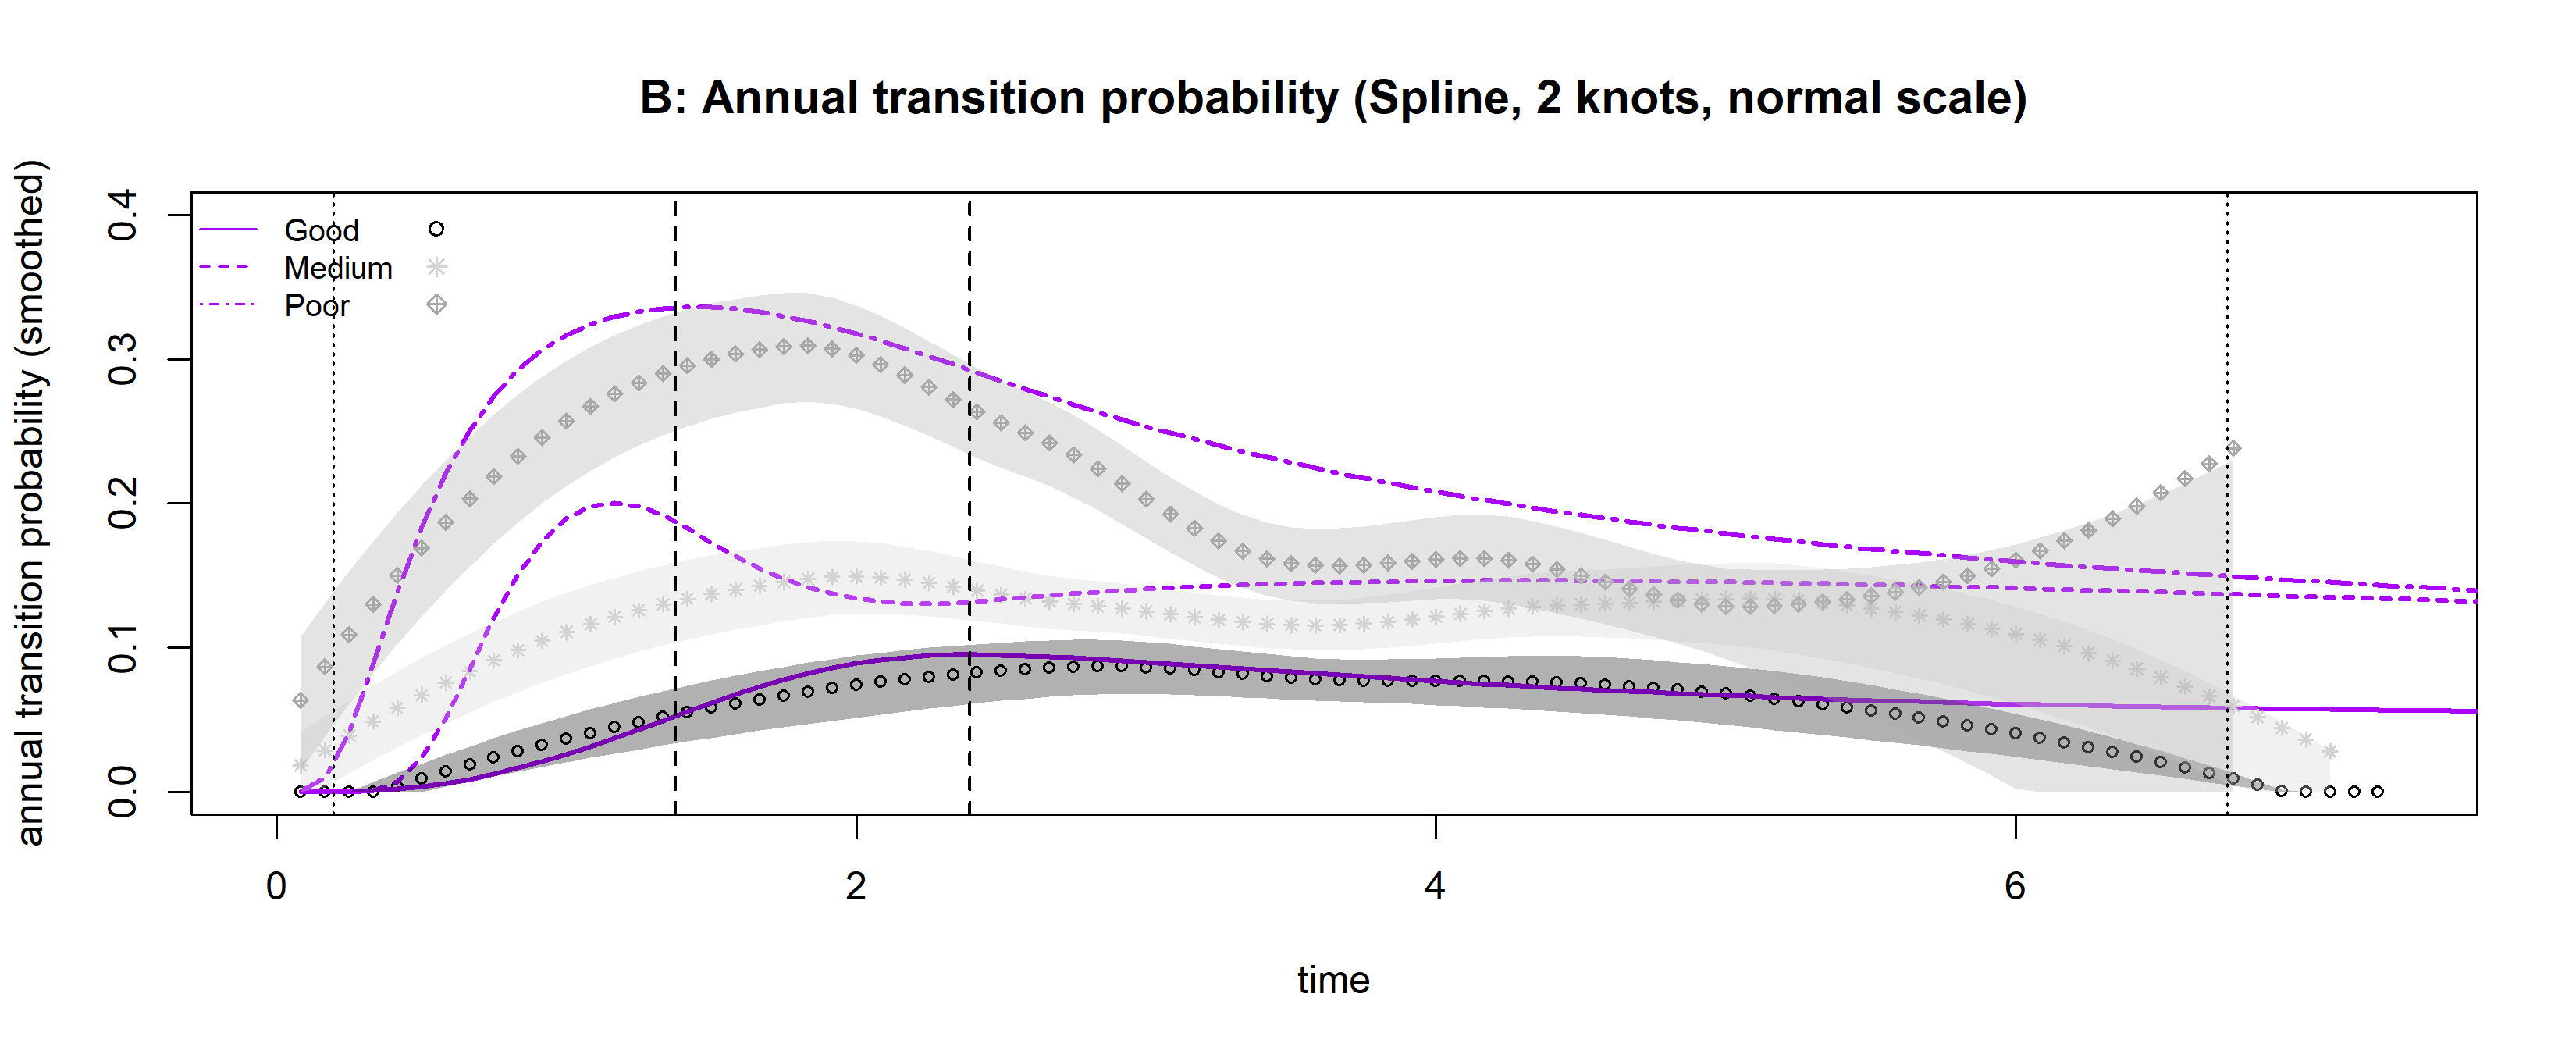 B: Annual transition probability (Spline, 2 knots, normal scale)
annual transition probability (smoothed)
0.4
0.3
0.2
0.1
0.0
Good
Medium
Poor
0 2 4 6
time